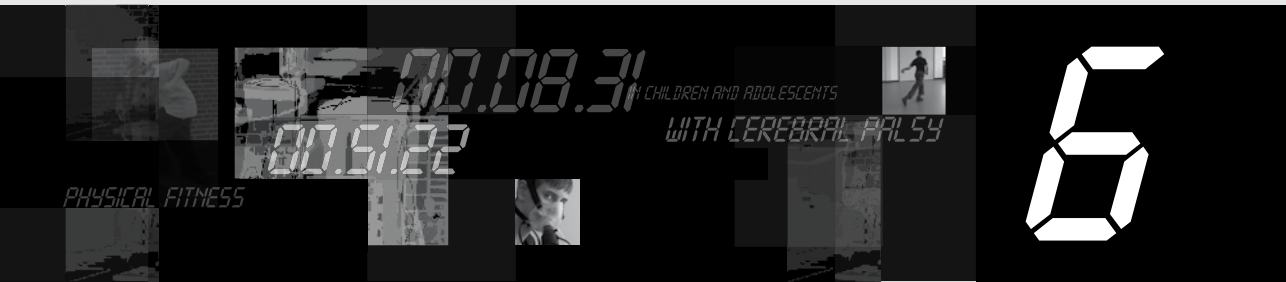 00.08.31
IN CHILDREN AND ADOLESCENTS
WITH CEREBRAL PALSY
00.51.22
PHYSICAL FITNESS
6